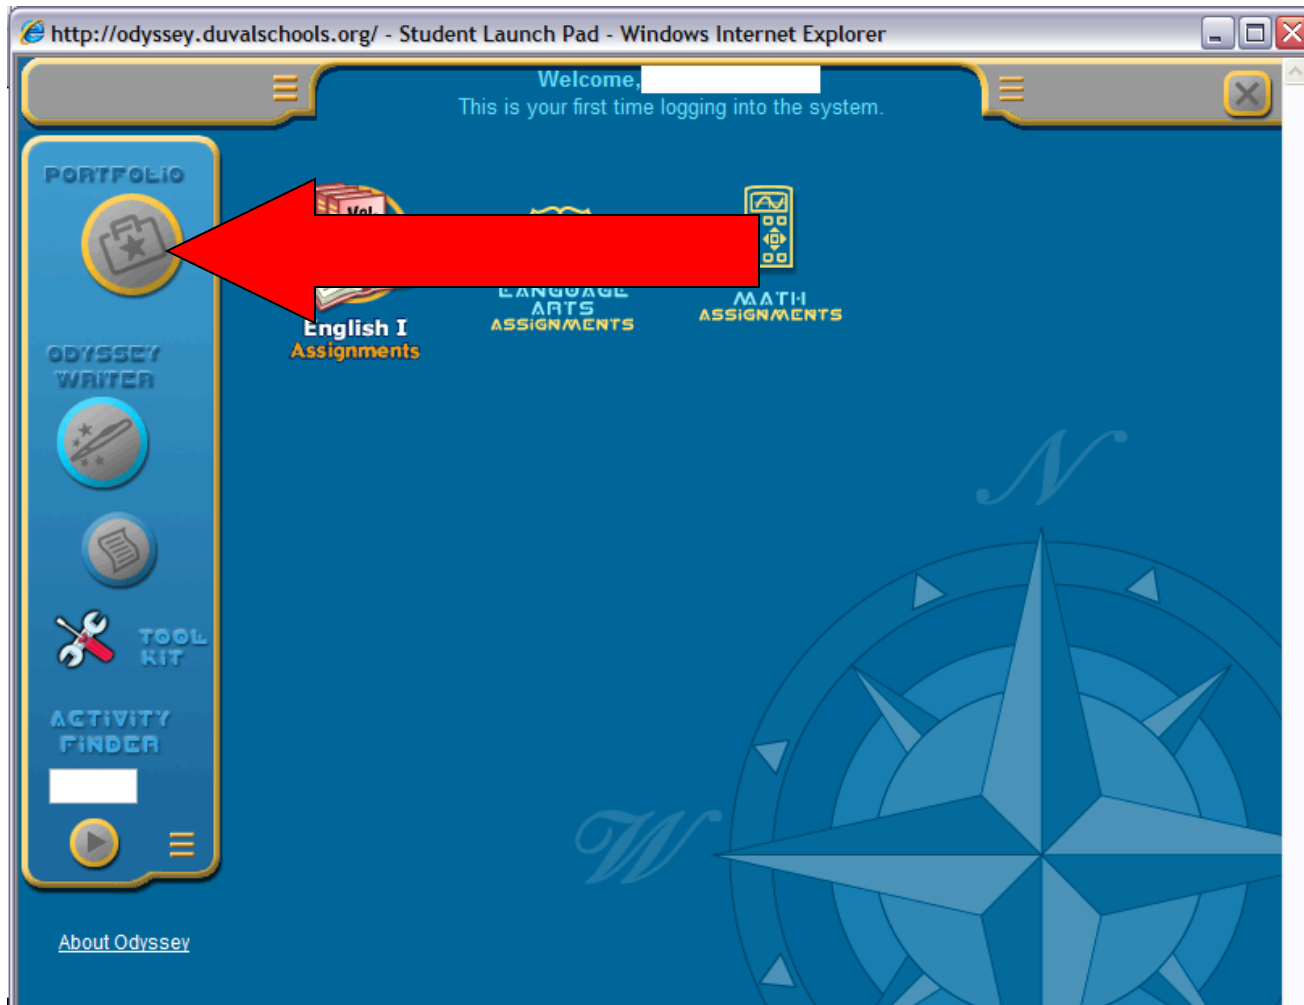 http://odyssey.duvalschools.org/ - Student Launch Pad - Windows Internet Explorer
Welcome,
This is your first time logging into the system.
PORTFOLIO
ODYSSEY
WRITER
TOOL
KIT
ACTIVITY
FINDER
About Odyssey
Vol.
English I
Assignments
LANGUAGE
ARTS
ASSIGNMENTS
MATH
ASSIGNMENTS
N
W